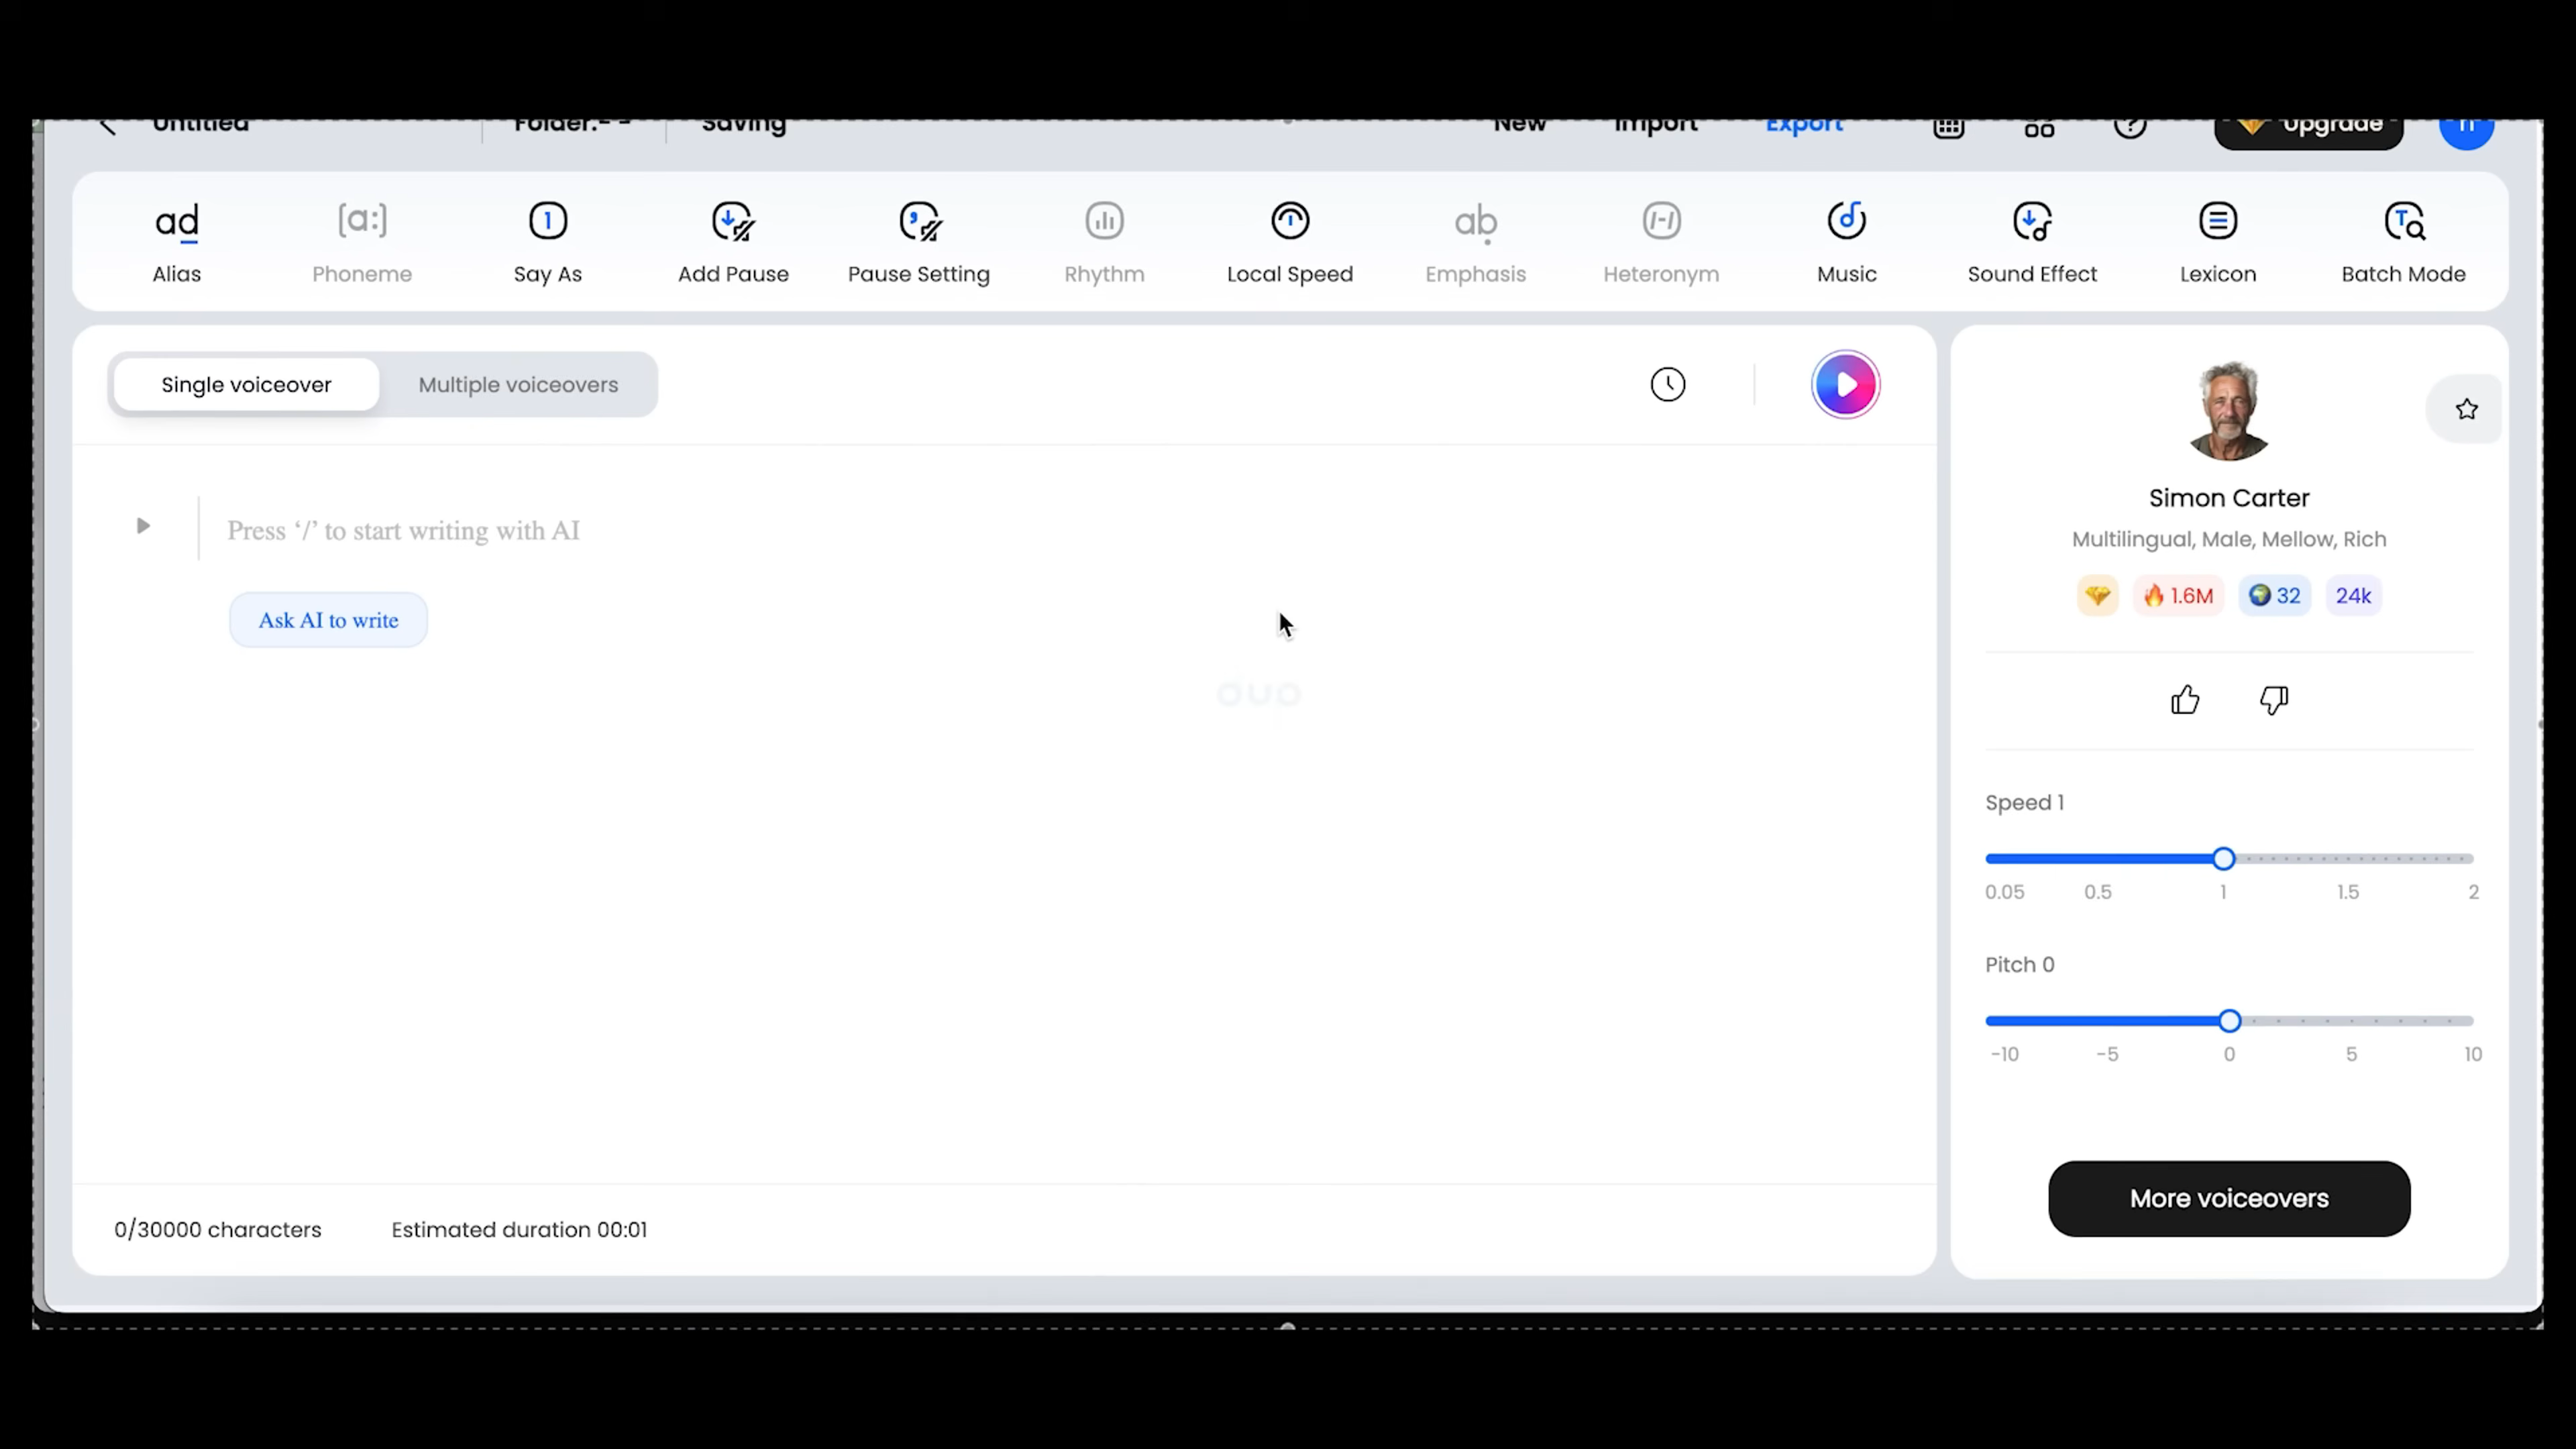 Untitled Folder:- - Saving New Import Export Upgrade
ad [a:] 1 ab
Alias Phoneme Say As Add Pause Pause Setting Rhythm Local Speed Emphasis Heteronym Music Sound Effect Lexicon Batch Mode
Single voiceover Multiple voiceovers
Press ‘/’ to start writing with AI
Ask AI to write
dub
0/30000 characters Estimated duration 00:01
Simon Carter
Multilingual, Male, Mellow, Rich
1.6M 32 24k
Speed 1
0.05 0.5 1 1.5 2
Pitch 0
-10 -5 0 5 10
More voiceovers